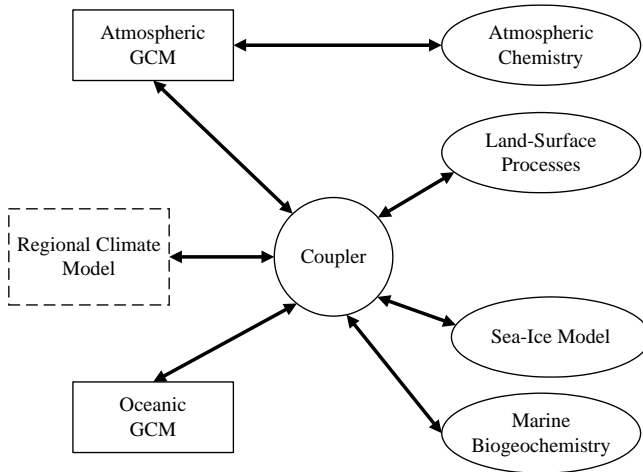 Atmospheric
GCM
Atmospheric
Chemistry
Land-Surface
Processes
Regional Climate
Model
Coupler
Sea-Ice Model
Oceanic
GCM
Marine
Biogeochemistry